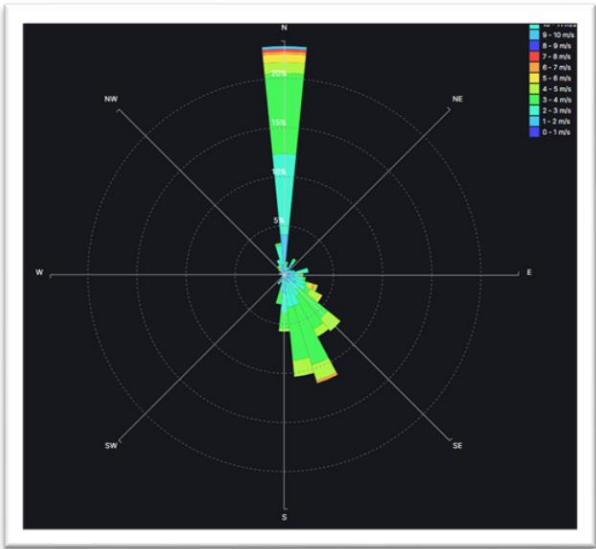 N
9 - 10 m/s
8 - 9 m/s
7 - 8 m/s
6 - 7 m/s
5 - 6 m/s
4 - 5 m/s
3 - 4 m/s
2 - 3 m/s
1 - 2 m/s
0 - 1 m/s
20%
NW
NE
15%
10%
5%
W
E
SW
SE
S